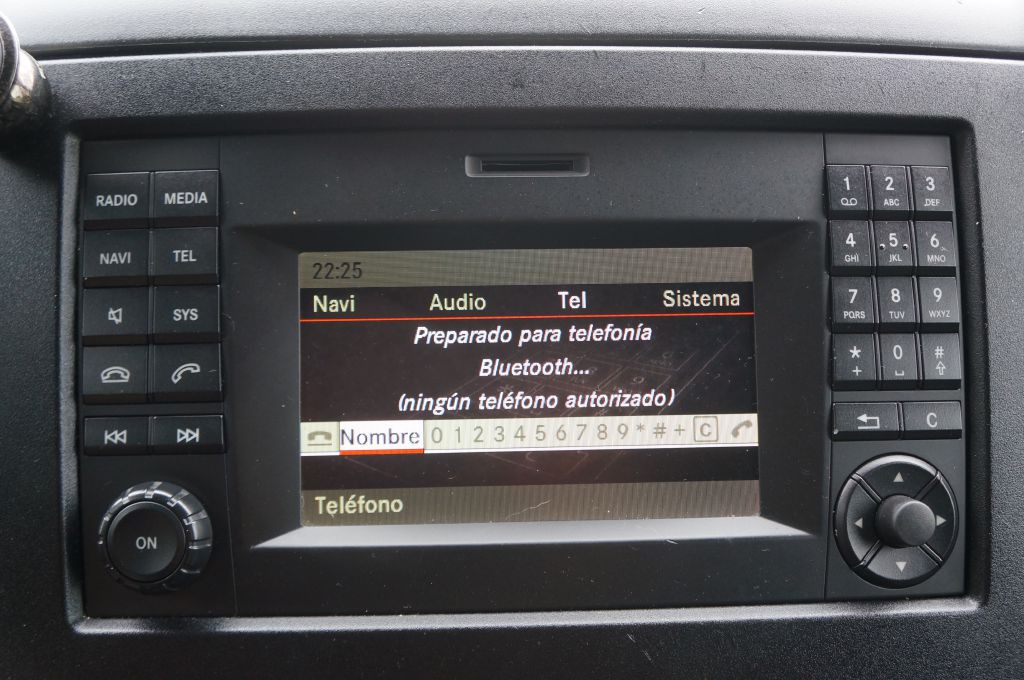 RADIO MEDIA
NAVI TEL
SYS
ON
22:25
Navi Audio Tel Sistema
Preparado para telefonía
Bluetooth...
(ningún teléfono autorizado)
Nombre 0 1 2 3 4 5 6 7 8 9 * # + C
Teléfono
1 2 3
ABC DEF
4 5 6
GHI JKL MNO
7 8 9
PQRS TUV WXYZ
* 0 #
+
C